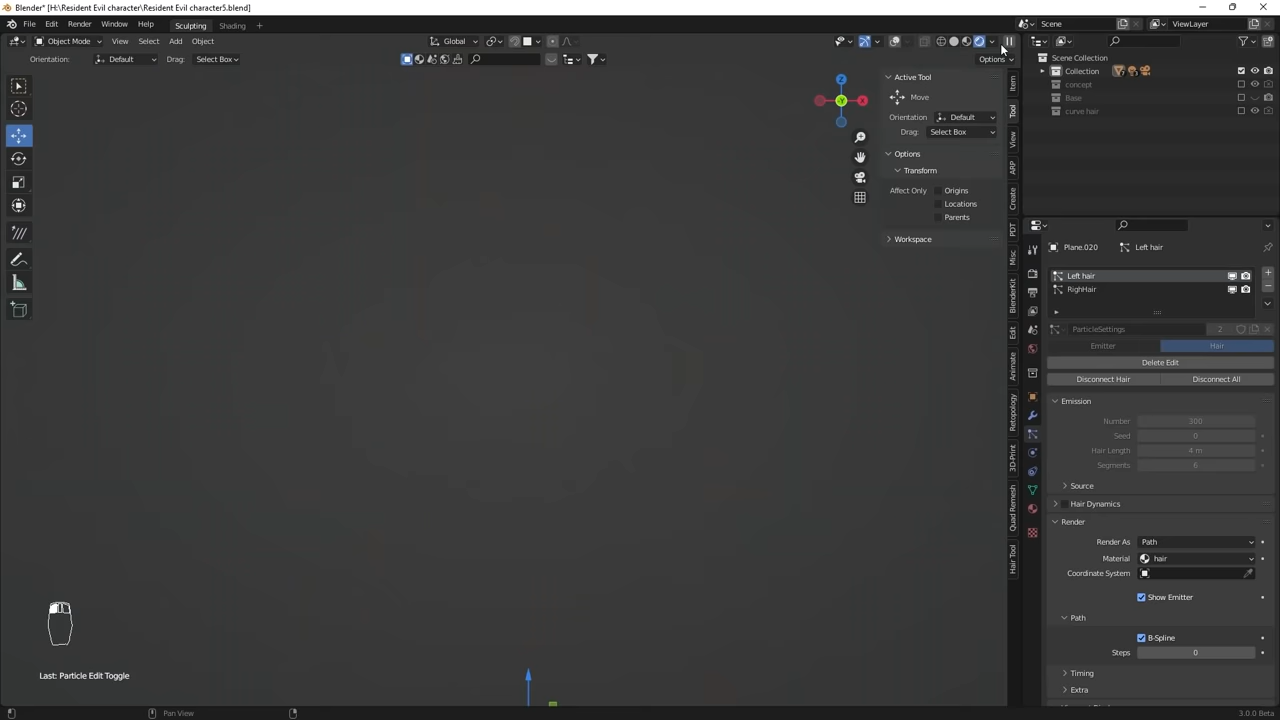 Blender* [H:\Resident Evil character\Resident Evil character5.blend]
File Edit Render Window Help Sculpting Shading + Scene ViewLayer
Object Mode View Select Add Object Global
Orientation: Default Drag: Select Box Options
Active Tool
Move
Orientation Default
Drag: Select Box
Options
Transform
Affect Only Origins
Locations
Parents
Workspace
Z
Y
X
Item
Tool
View
ARP
Create
PDT
Misc
BlenderKit
Edit
Animate
Retopology
3D-Print
Quad Remesh
Hair Tool
Scene Collection
Collection
concept
Base
curve hair
Plane.020 Left hair
Left hair
RighHair
ParticleSettings 2
Emitter Hair
Delete Edit
Disconnect Hair Disconnect All
Emission
Number 300
Seed 0
Hair Length 4 m
Segments 6
Source
Hair Dynamics
Render
Render As Path
Material hair
Coordinate System
Show Emitter
Path
B-Spline
Steps 0
Timing
Extra
Last: Particle Edit Toggle
Pan View
3.0.0 Beta